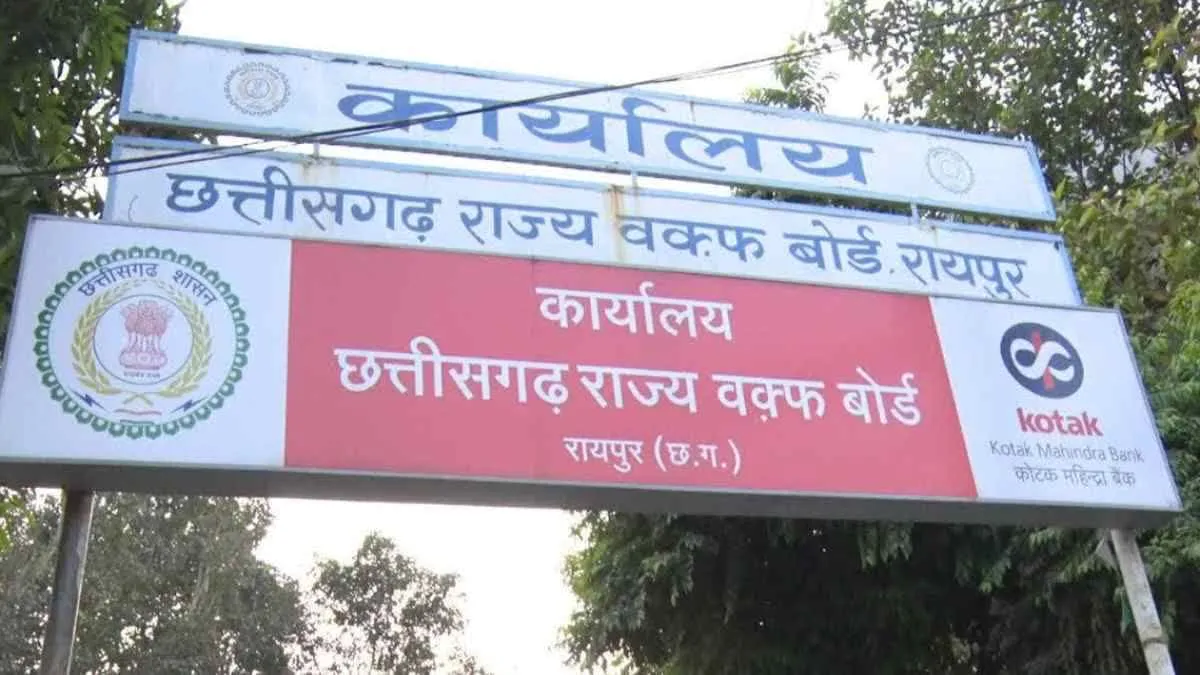 कार्यालय
छत्तीसगढ़ राज्य वक़्फ बोर्ड रायपुर
छत्तीसगढ शासन
कार्यालय
छत्तीसगढ़ राज्य वक़्फ बोर्ड
रायपुर (छ.ग.)
kotak
Kotak Mahindra Bank
कोटक महिन्द्रा बैंक